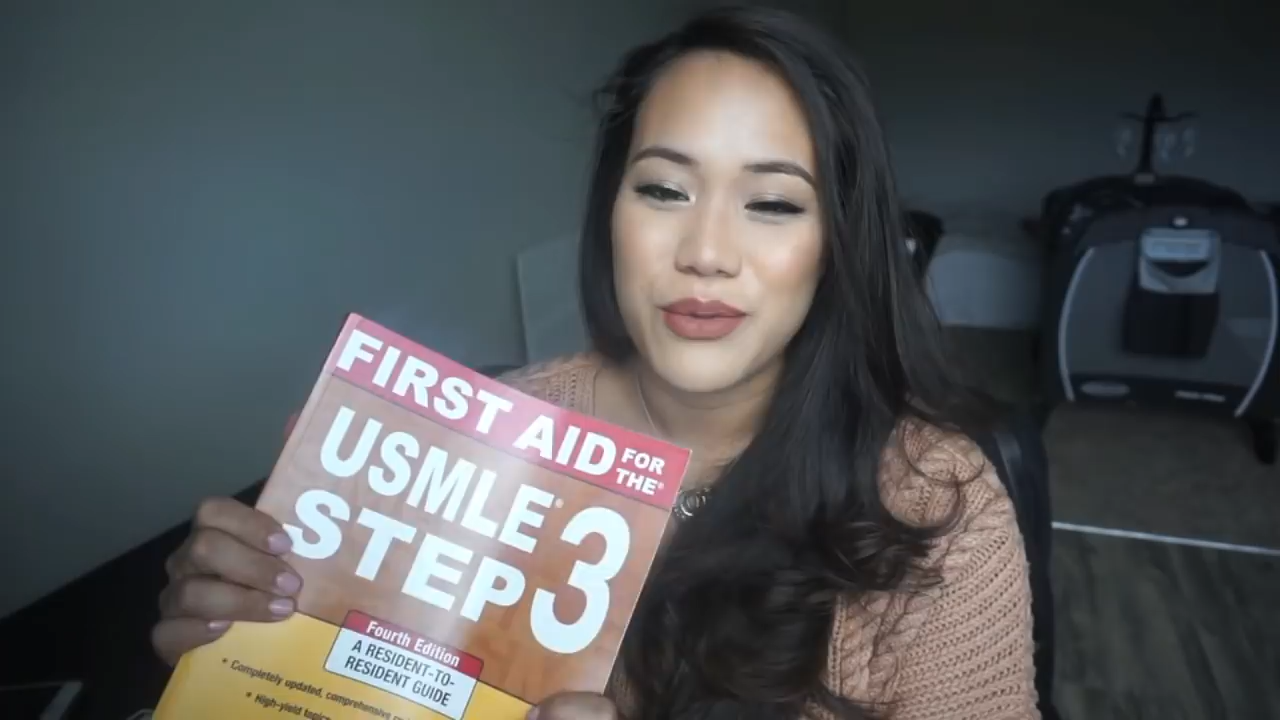 FIRST AID FOR
THE®
USMLE®
STEP 3
Fourth Edition
A RESIDENT-TO-
RESIDENT GUIDE
* Completely updated, comprehensive
* High-yield topics